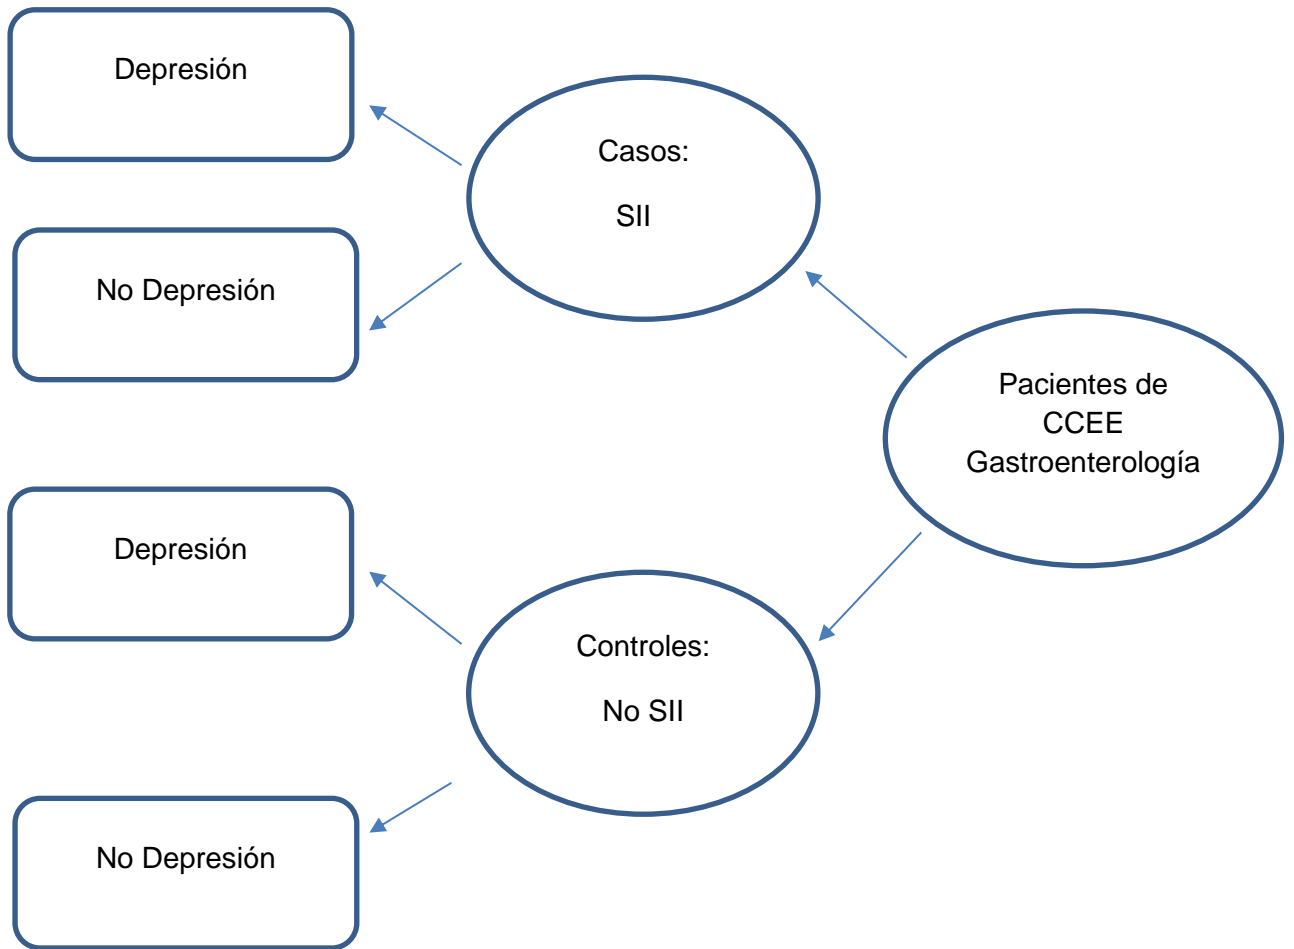 Depresión
Casos:
SII
No Depresión
Pacientes de
CCEE
Gastroenterología
Depresión
Controles:
No SII
No Depresión